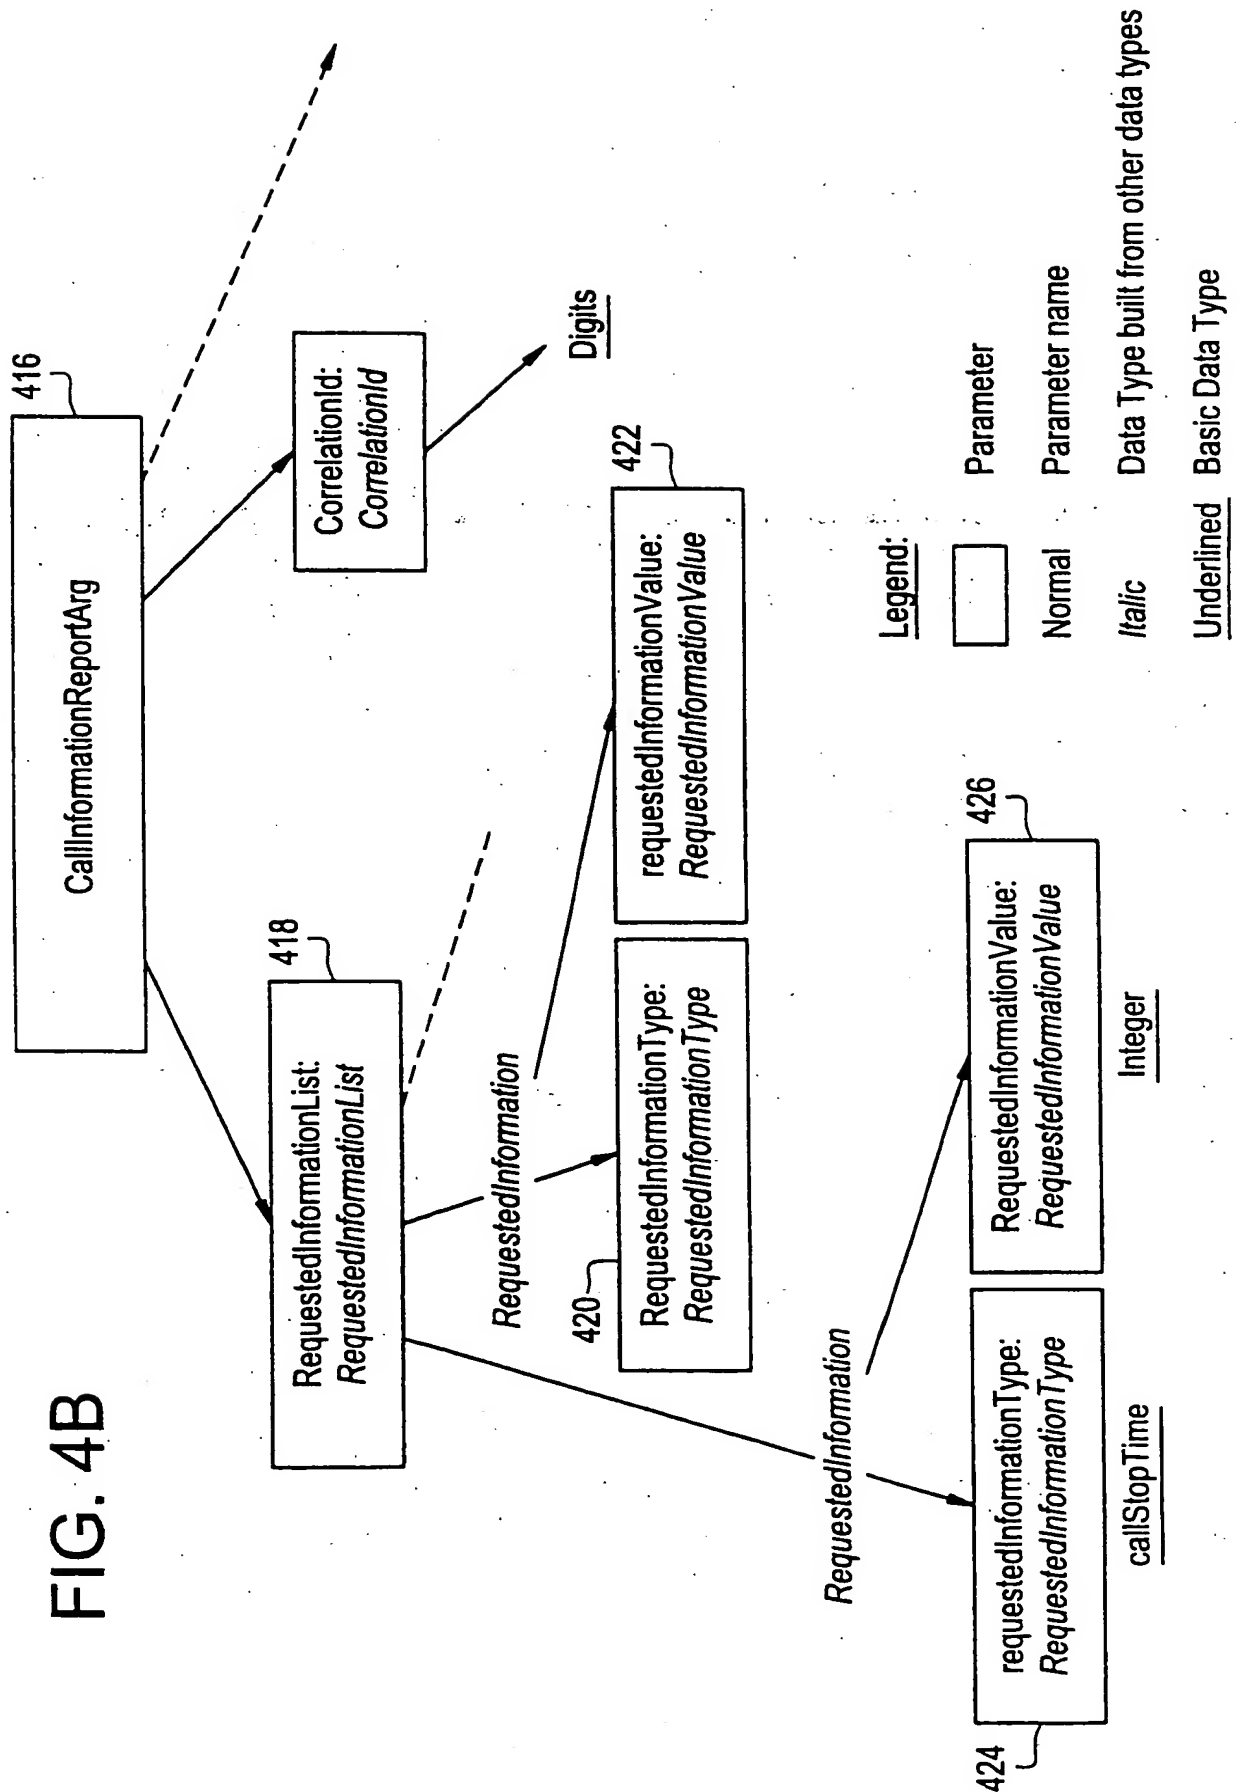 FIG. 4B
416
CallInformationReportArg
418
RequestedInformationList:
RequestedInformationList
CorrelationId:
CorrelationId
Digits
RequestedInformation
420
RequestedInformationType:
RequestedInformationType
422
requestedInformationValue:
RequestedInformationValue
RequestedInformation
424
requestedInformationType:
RequestedInformationType
callStopTime
426
RequestedInformationValue:
RequestedInformationValue
Integer
Legend:
Parameter
Normal Parameter name
Italic Data Type built from other data types
Underlined Basic Data Type